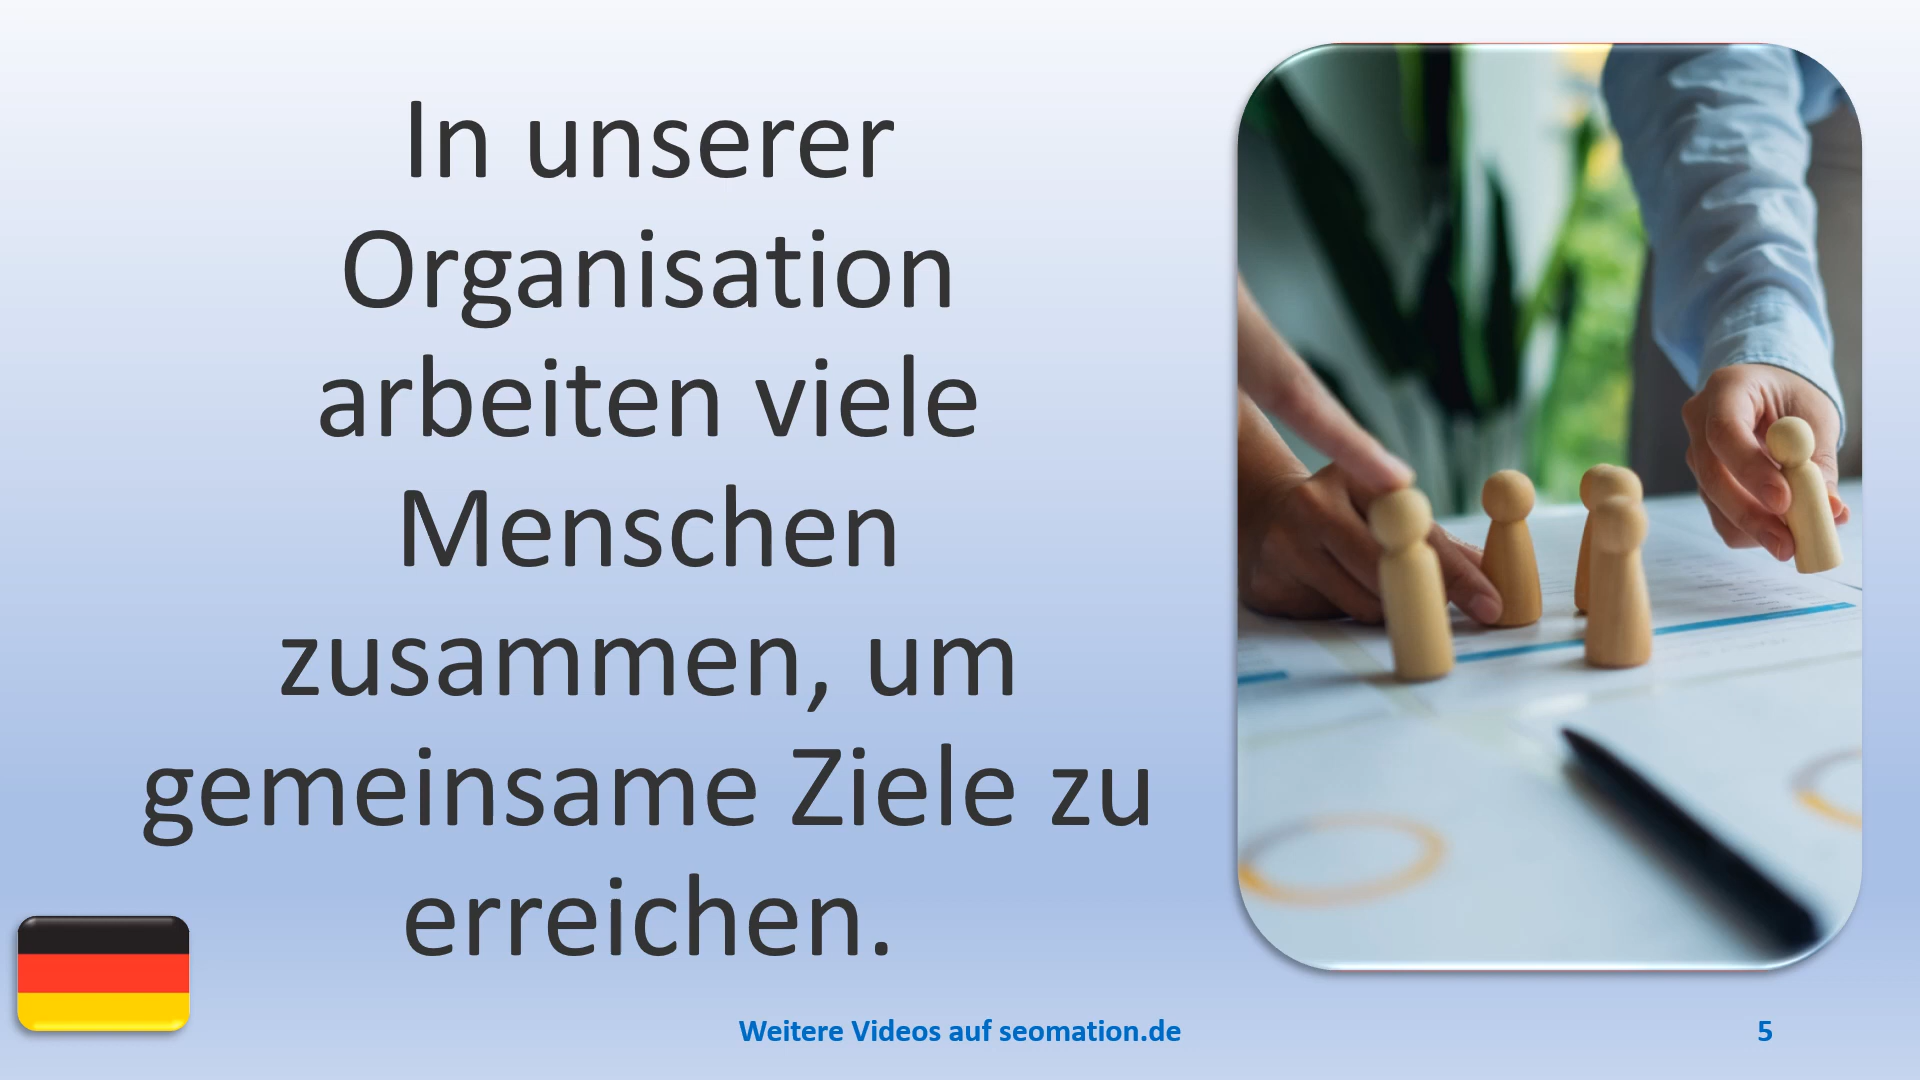 In unserer
Organisation
arbeiten viele
Menschen
zusammen, um
gemeinsame Ziele zu
erreichen.
Weitere Videos auf seomation.de
5